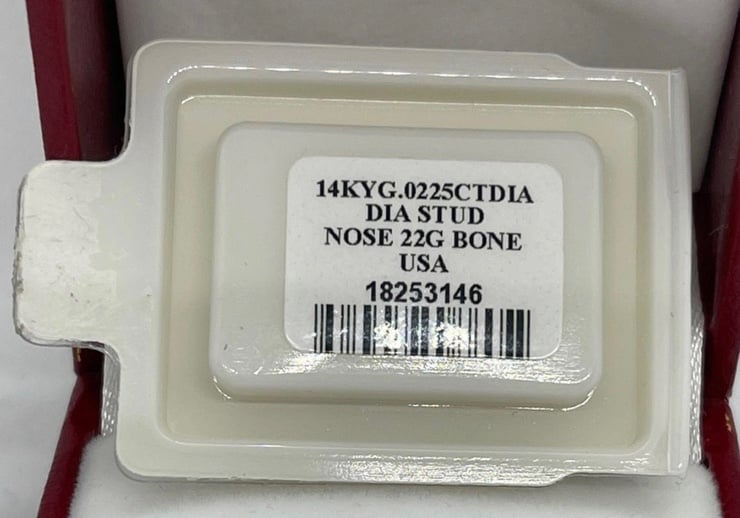 14KYG.0225CTDIA
DIA STUD
NOSE 22G BONE
USA
18253146